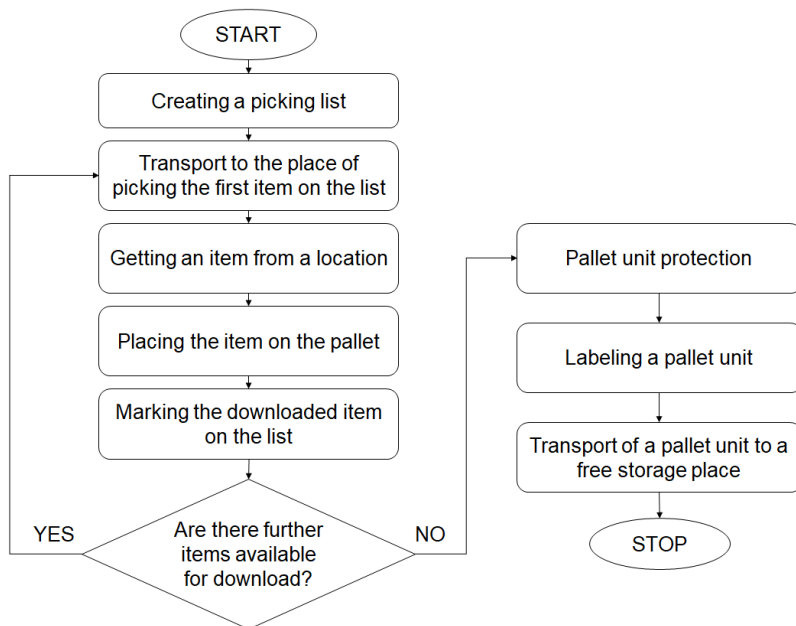 START
Creating a picking list
Transport to the place of
picking the first item on the list
Getting an item from a location
Placing the item on the pallet
Marking the downloaded item
on the list
YES
Are there further
items available
for download?
NO
Pallet unit protection
Labeling a pallet unit
Transport of a pallet unit to a
free storage place
STOP